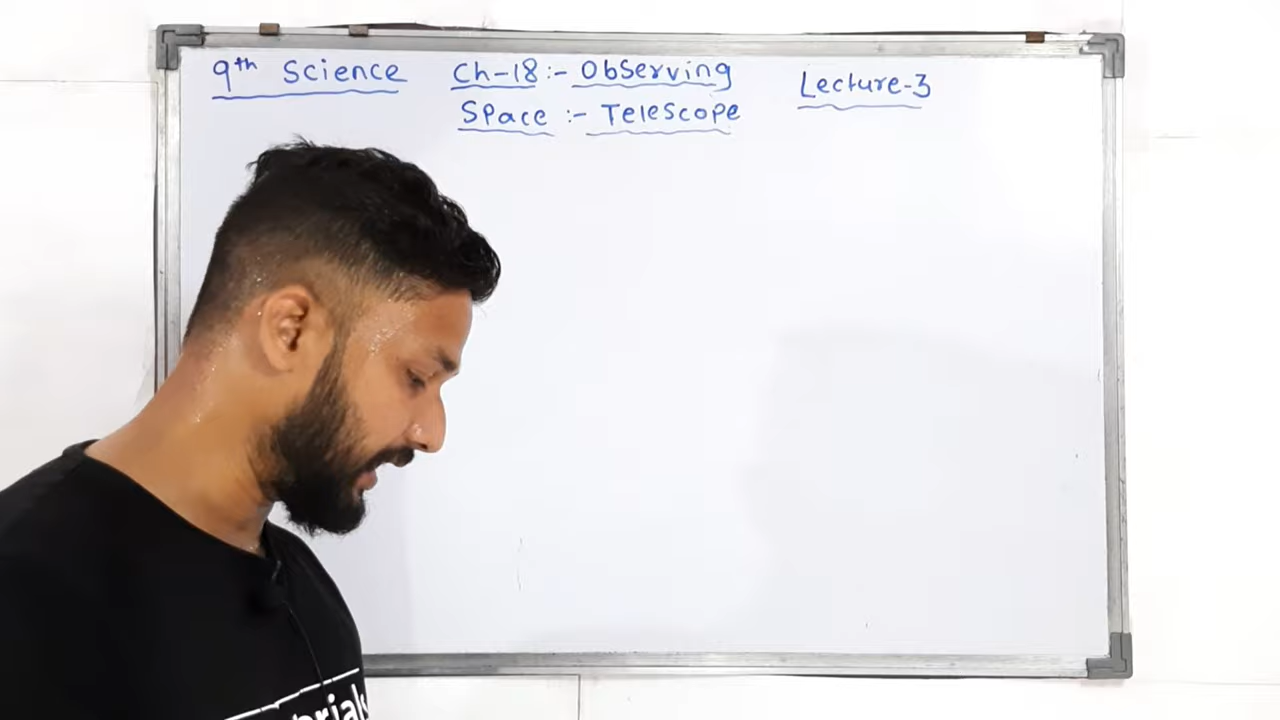 9th Science Ch-18:- Observing Lecture-3
Space :- Telescope